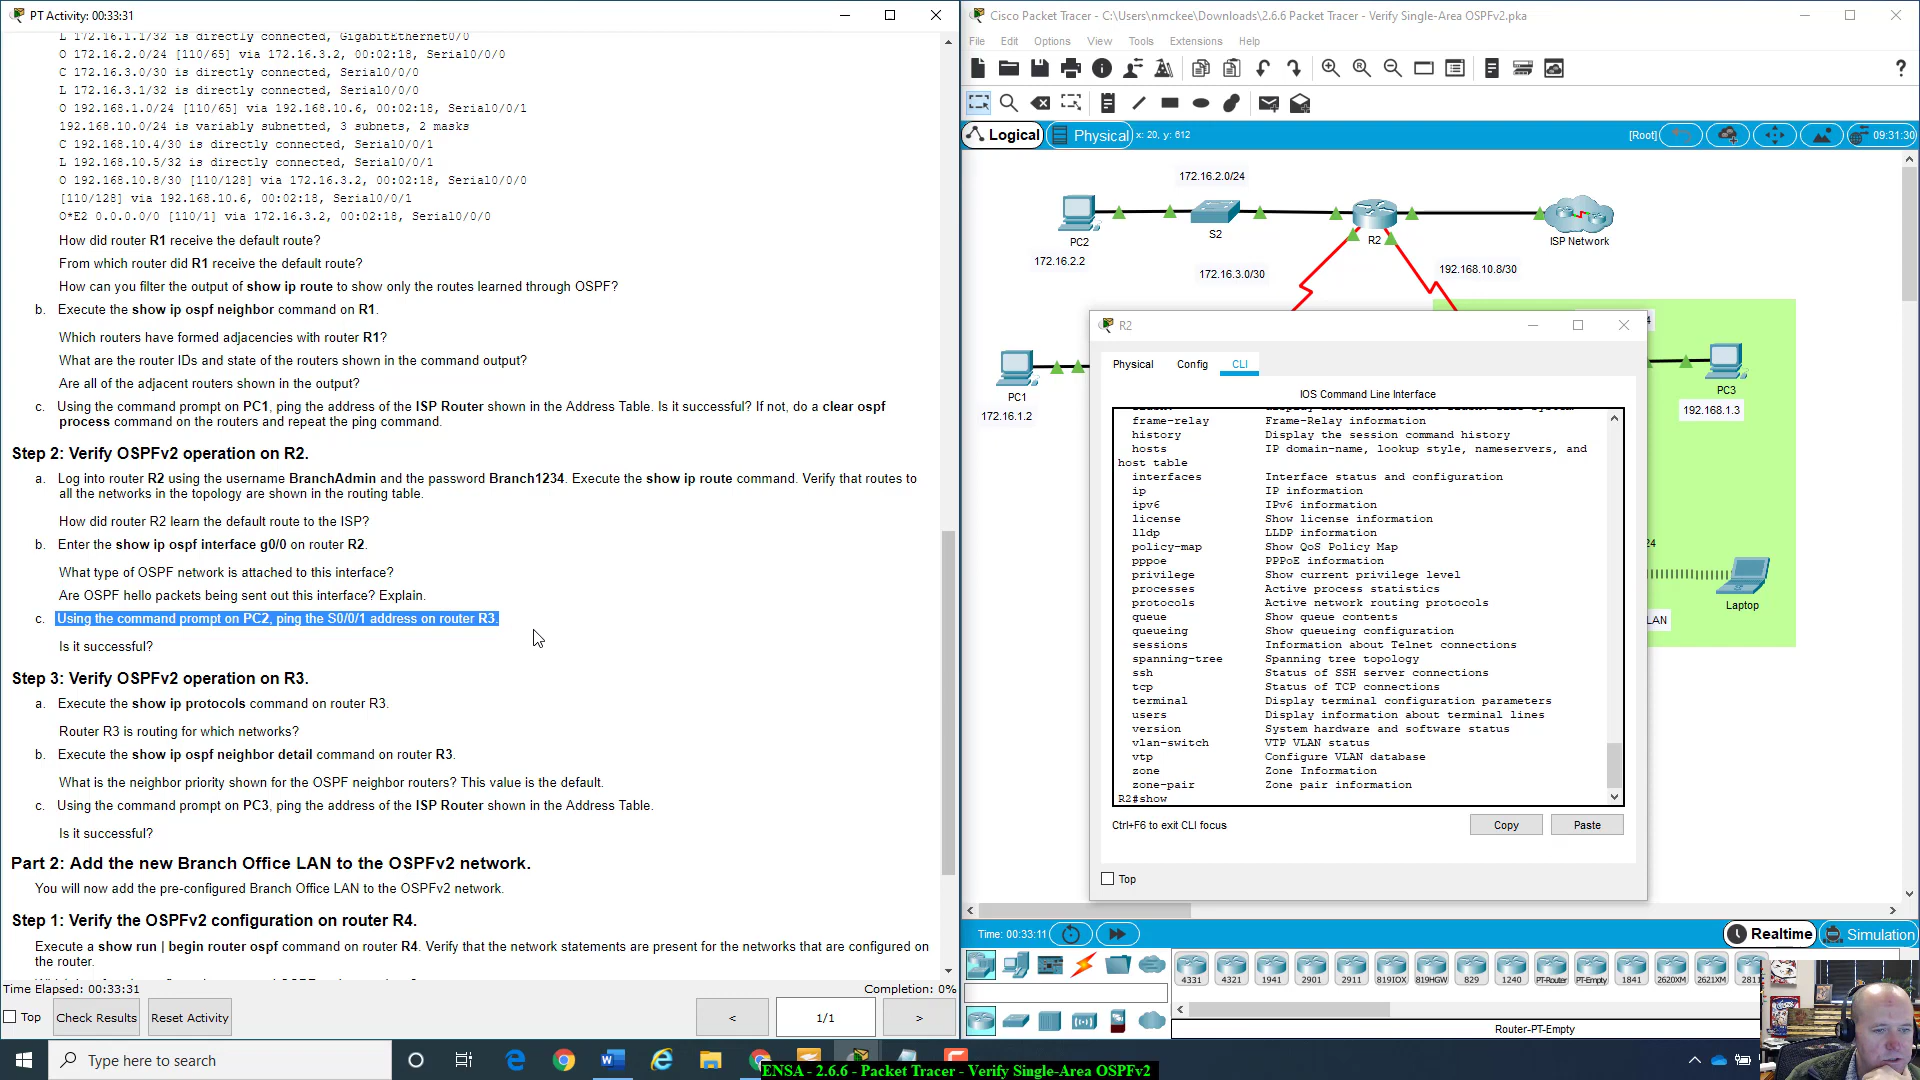 PT Activity: 00:33:31
L 172.16.1.1/32 is directly connected, GigabitEthernet0/0
O 172.16.2.0/24 [110/65] via 172.16.3.2, 00:02:18, Serial0/0/0
C 172.16.3.0/30 is directly connected, Serial0/0/0
L 172.16.3.1/32 is directly connected, Serial0/0/0
O 192.168.1.0/24 [110/65] via 192.168.10.6, 00:02:18, Serial0/0/1
192.168.10.0/24 is variably subnetted, 3 subnets, 2 masks
C 192.168.10.4/30 is directly connected, Serial0/0/1
L 192.168.10.5/32 is directly connected, Serial0/0/1
O 192.168.10.8/30 [110/128] via 172.16.3.2, 00:02:18, Serial0/0/0
[110/128] via 192.168.10.6, 00:02:18, Serial0/0/1
O*E2 0.0.0.0/0 [110/1] via 172.16.3.2, 00:02:18, Serial0/0/0
How did router R1 receive the default route?
From which router did R1 receive the default route?
How can you filter the output of show ip route to show only the routes learned through OSPF?
b. Execute the show ip ospf neighbor command on R1.
Which routers have formed adjacencies with router R1?
What are the router IDs and state of the routers shown in the command output?
Are all of the adjacent routers shown in the output?
c. Using the command prompt on PC1, ping the address of the ISP Router shown in the Address Table. Is it successful? If not, do a clear ospf
process command on the routers and repeat the ping command.
Step 2: Verify OSPFv2 operation on R2.
a. Log into router R2 using the username BranchAdmin and the password Branch1234. Execute the show ip route command. Verify that routes to
all the networks in the topology are shown in the routing table.
How did router R2 learn the default route to the ISP?
b. Enter the show ip ospf interface g0/0 on router R2.
What type of OSPF network is attached to this interface?
Are OSPF hello packets being sent out this interface? Explain.
c. Using the command prompt on PC2, ping the S0/0/1 address on router R3.
Is it successful?
Step 3: Verify OSPFv2 operation on R3.
a. Execute the show ip protocols command on router R3.
Router R3 is routing for which networks?
b. Execute the show ip ospf neighbor detail command on router R3.
What is the neighbor priority shown for the OSPF neighbor routers? This value is the default.
c. Using the command prompt on PC3, ping the address of the ISP Router shown in the Address Table.
Is it successful?
Part 2: Add the new Branch Office LAN to the OSPFv2 network.
You will now add the pre-configured Branch Office LAN to the OSPFv2 network.
Step 1: Verify the OSPFv2 configuration on router R4.
Execute a show run | begin router ospf command on router R4. Verify that the network statements are present for the networks that are configured on
the router.
Time Elapsed: 00:33:31
Completion: 0%
Top
Check Results
Reset Activity
<
1/1
>
Cisco Packet Tracer - C:\Users\nmckee\Downloads\2.6.6 Packet Tracer - Verify Single-Area OSPFv2.pka
File Edit Options View Tools Extensions Help
?
Logical
Physical
x: 20, y: 612
[Root]
09:31:30
172.16.2.0/24
PC2
172.16.2.2
S2
R2
ISP Network
172.16.3.0/30
192.168.10.8/30
4
PC1
172.16.1.2
PC3
192.168.1.3
24
Laptop
LAN
R2
Physical
Config
CLI
IOS Command Line Interface
frame-relay Frame-Relay information
history Display the session command history
hosts IP domain-name, lookup style, nameservers, and
host table
interfaces Interface status and configuration
ip IP information
ipv6 IPv6 information
license Show license information
lldp LLDP information
policy-map Show QoS Policy Map
pppoe PPPoE information
privilege Show current privilege level
processes Active process statistics
protocols Active network routing protocols
queue Show queue contents
queueing Show queueing configuration
sessions Information about Telnet connections
spanning-tree Spanning tree topology
ssh Status of SSH server connections
tcp Status of TCP connections
terminal Display terminal configuration parameters
users Display information about terminal lines
version System hardware and software status
vlan-switch VTP VLAN status
vtp Configure VLAN database
zone Zone Information
zone-pair Zone pair information
R2#show
Ctrl+F6 to exit CLI focus
Copy
Paste
Top
Time: 00:33:11
Realtime
Simulation
4331 4321 1941 2901 2911 819IOX 819HGW 829 1240 PT-Router PT-Empty 1841 2620XM 2621XM 2811
Router-PT-Empty
Type here to search
ENSA - 2.6.6 - Packet Tracer - Verify Single-Area OSPFv2